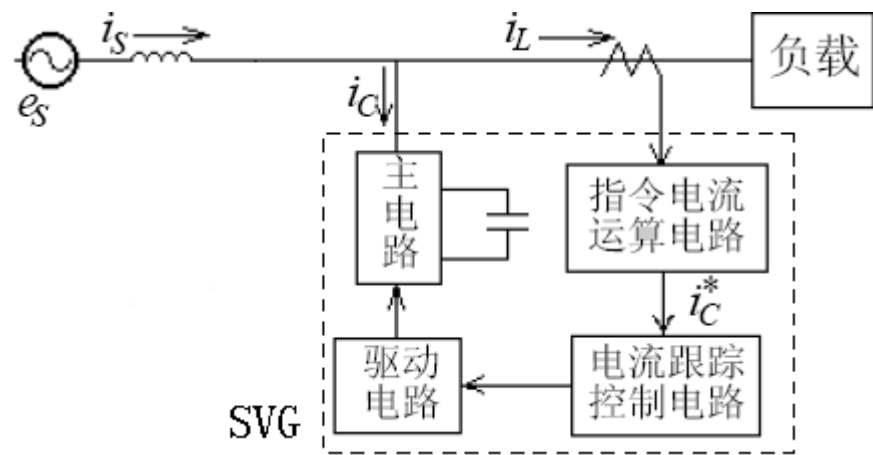 i_S
i_L
负载
e_S
i_C
主电路
指令电流
运算电路
i_C^*
驱动
电路
电流跟踪
控制电路
SVG